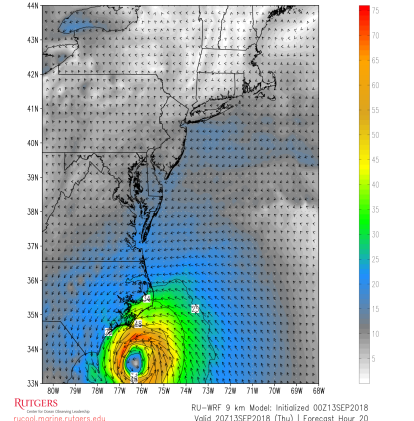 44N
43N
42N
41N
40N
39N
38N
37N
36N
35N
34N
33N
80W 79W 78W 77W 76W 75W 74W 73W 72W 71W 70W 69W 68W
75
70
65
60
55
50
45
40
35
30
25
20
15
10
5
RUTGERS
Center for Ocean Observing Leadership
rucool.marine.rutgers.edu
RU-WRF 9 km Model: Initialized 00Z13SEP2018
Valid 20Z13SEP2018 (Thu) | Forecast Hour 20